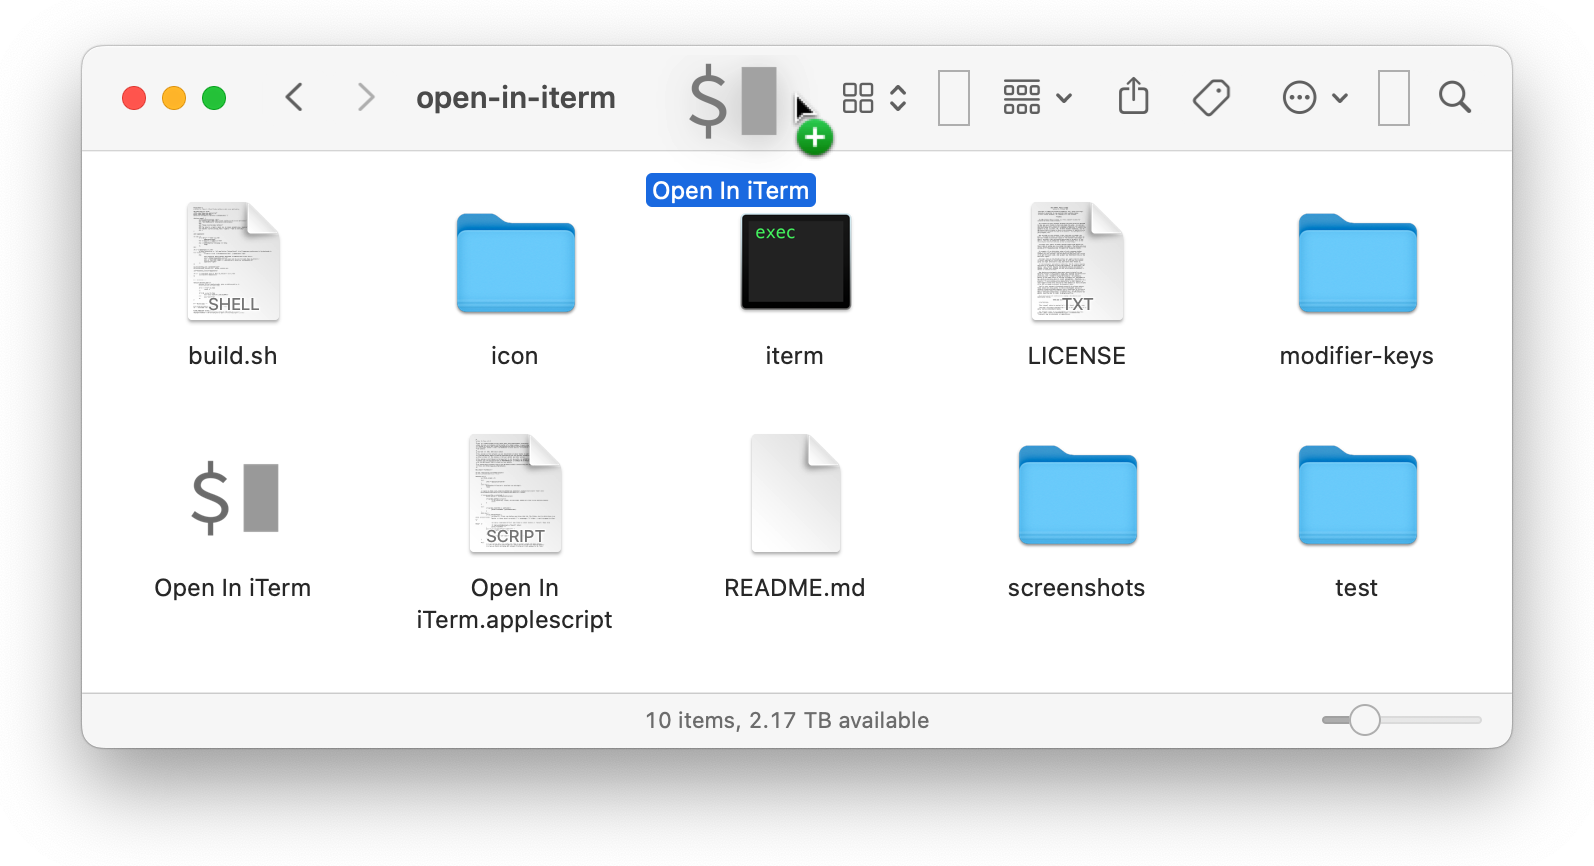 open-in-iterm
$
Open In iTerm
exec
SHELL
TXT
build.sh
icon
iterm
LICENSE
modifier-keys
$
SCRIPT
Open In iTerm
Open In
iTerm.applescript
README.md
screenshots
test
10 items, 2.17 TB available